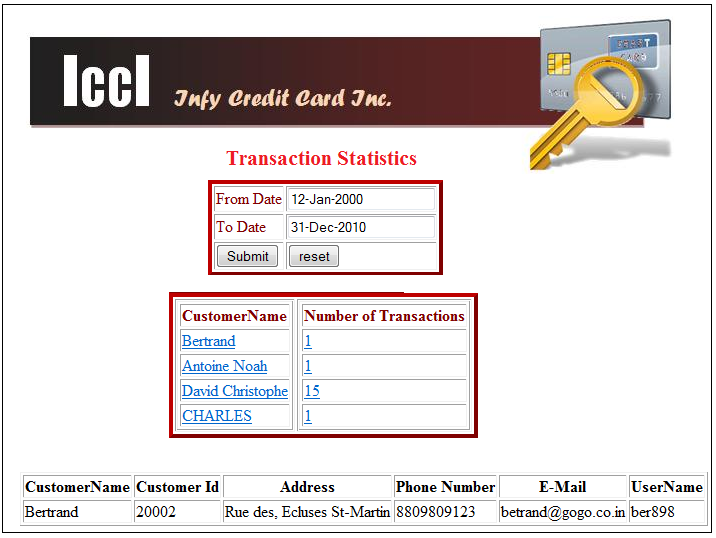 Iccl Infy Credit Card Inc.
Transaction Statistics
From Date 12-Jan-2000
To Date 31-Dec-2010
Submit reset
CustomerName Number of Transactions
Bertrand 1
Antoine Noah 1
David Christophe 15
CHARLES 1
CustomerName Customer Id Address Phone Number E-Mail UserName
Bertrand 20002 Rue des, Ecluses St-Martin 8809809123 betrand@gogo.co.in ber898